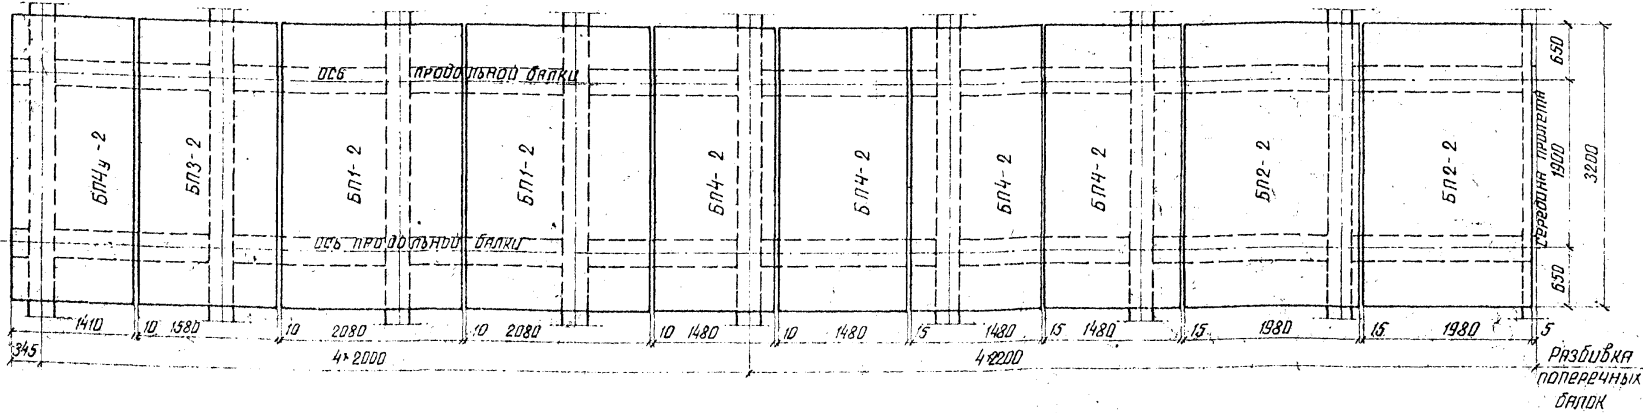 ось продольной балки
БП4у-2
БП3-2
БП1-2
БП1-2
БП4-2
БП4-2
БП4-2
БП4-2
БП2-2
БП2-2
ось продольной балки
650
1900
650
3200
Середина пролета
1410 10 1580 10 2080 10 2080 10 1480 10 1480 15 1480 15 1480 15 1980 15 1980 5
345 4×2000 4×2200
Разбивка
поперечных
балок